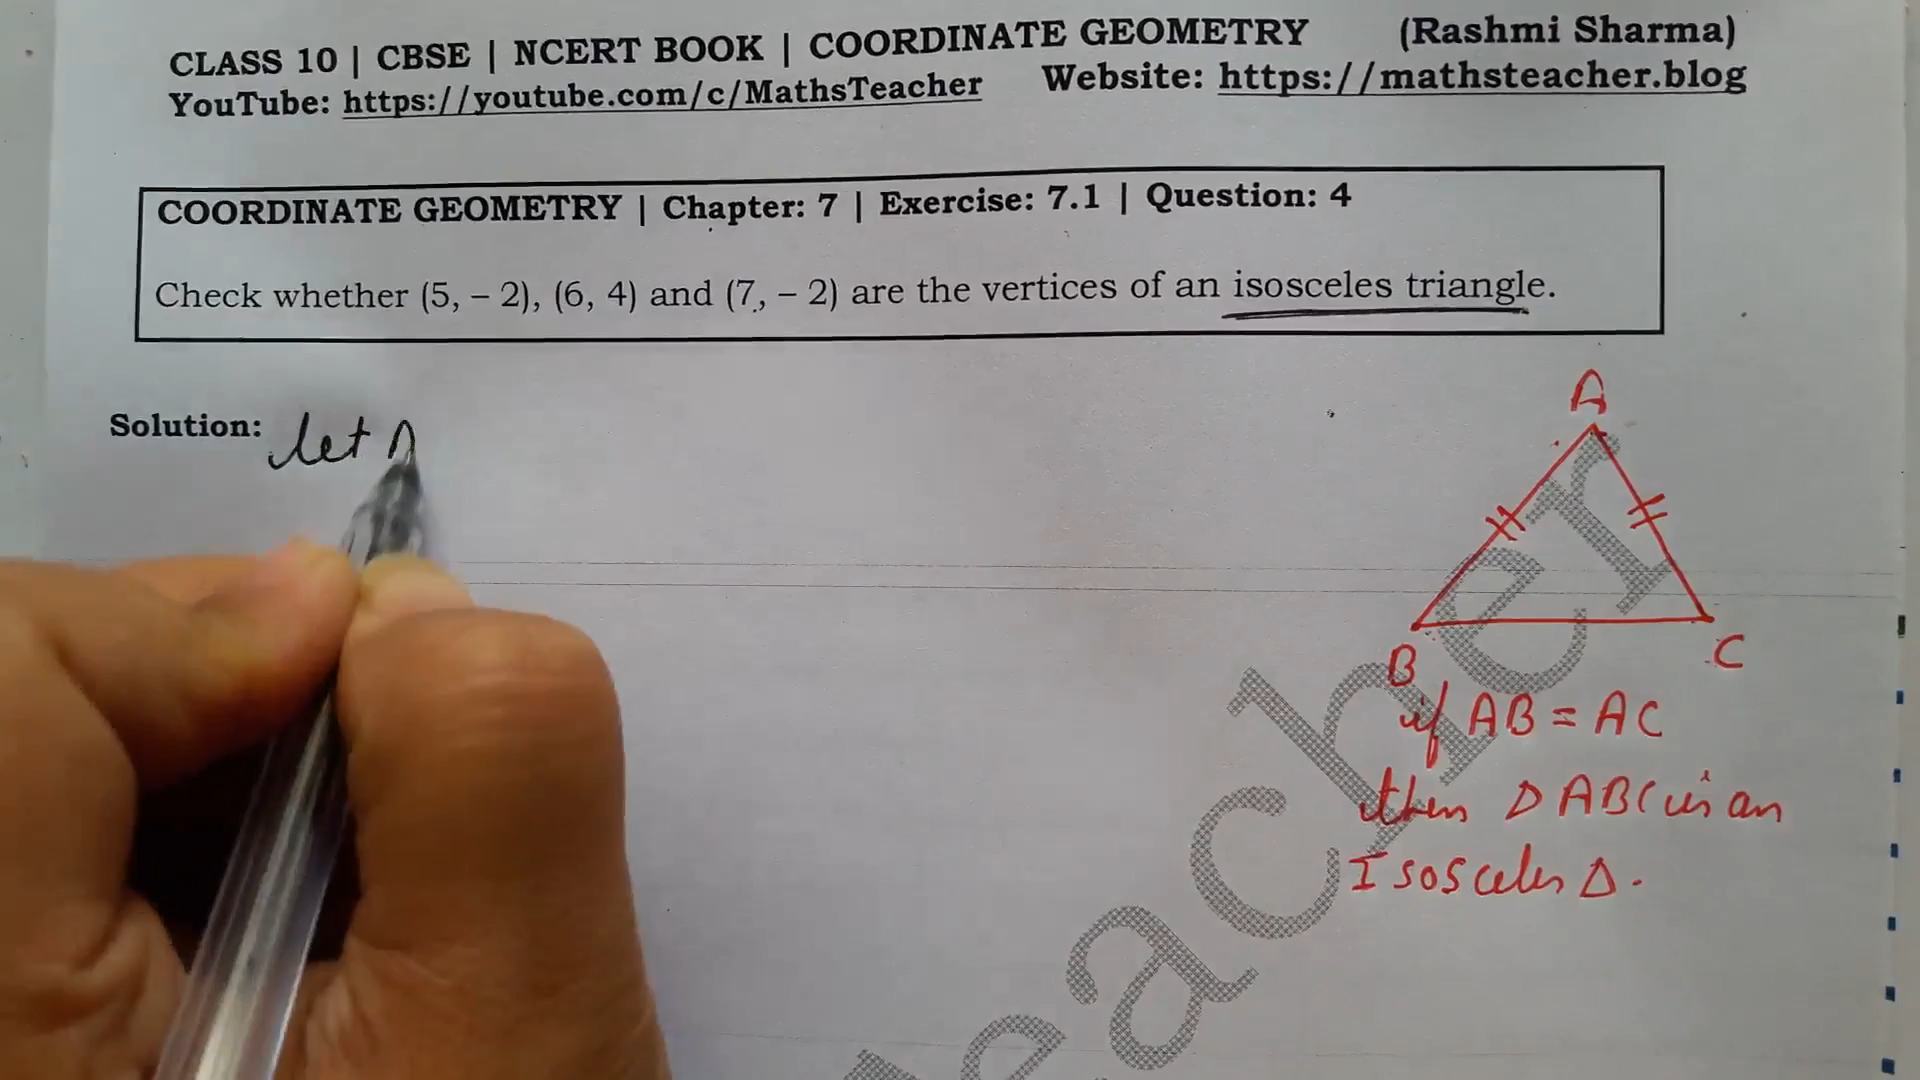 CLASS 10 | CBSE | NCERT BOOK | COORDINATE GEOMETRY (Rashmi Sharma)
YouTube: https://youtube.com/c/MathsTeacher Website: https://mathsteacher.blog
COORDINATE GEOMETRY | Chapter: 7 | Exercise: 7.1 | Question: 4
Check whether (5, – 2), (6, 4) and (7, – 2) are the vertices of an isosceles triangle.
Solution: let A
A
B
C
if AB = AC
then Δ ABC is an
Isosceles Δ.
eacher